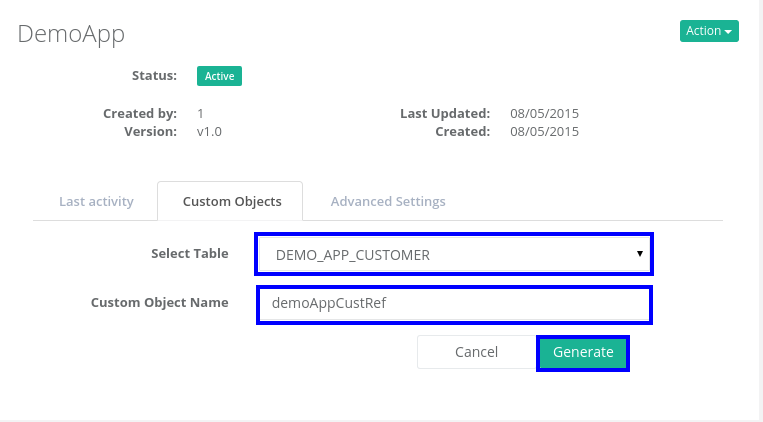 DemoApp
Action
Status: Active
Created by: 1 Last Updated: 08/05/2015
Version: v1.0 Created: 08/05/2015
Last activity Custom Objects Advanced Settings
Select Table DEMO_APP_CUSTOMER
Custom Object Name demoAppCustRef
Cancel Generate